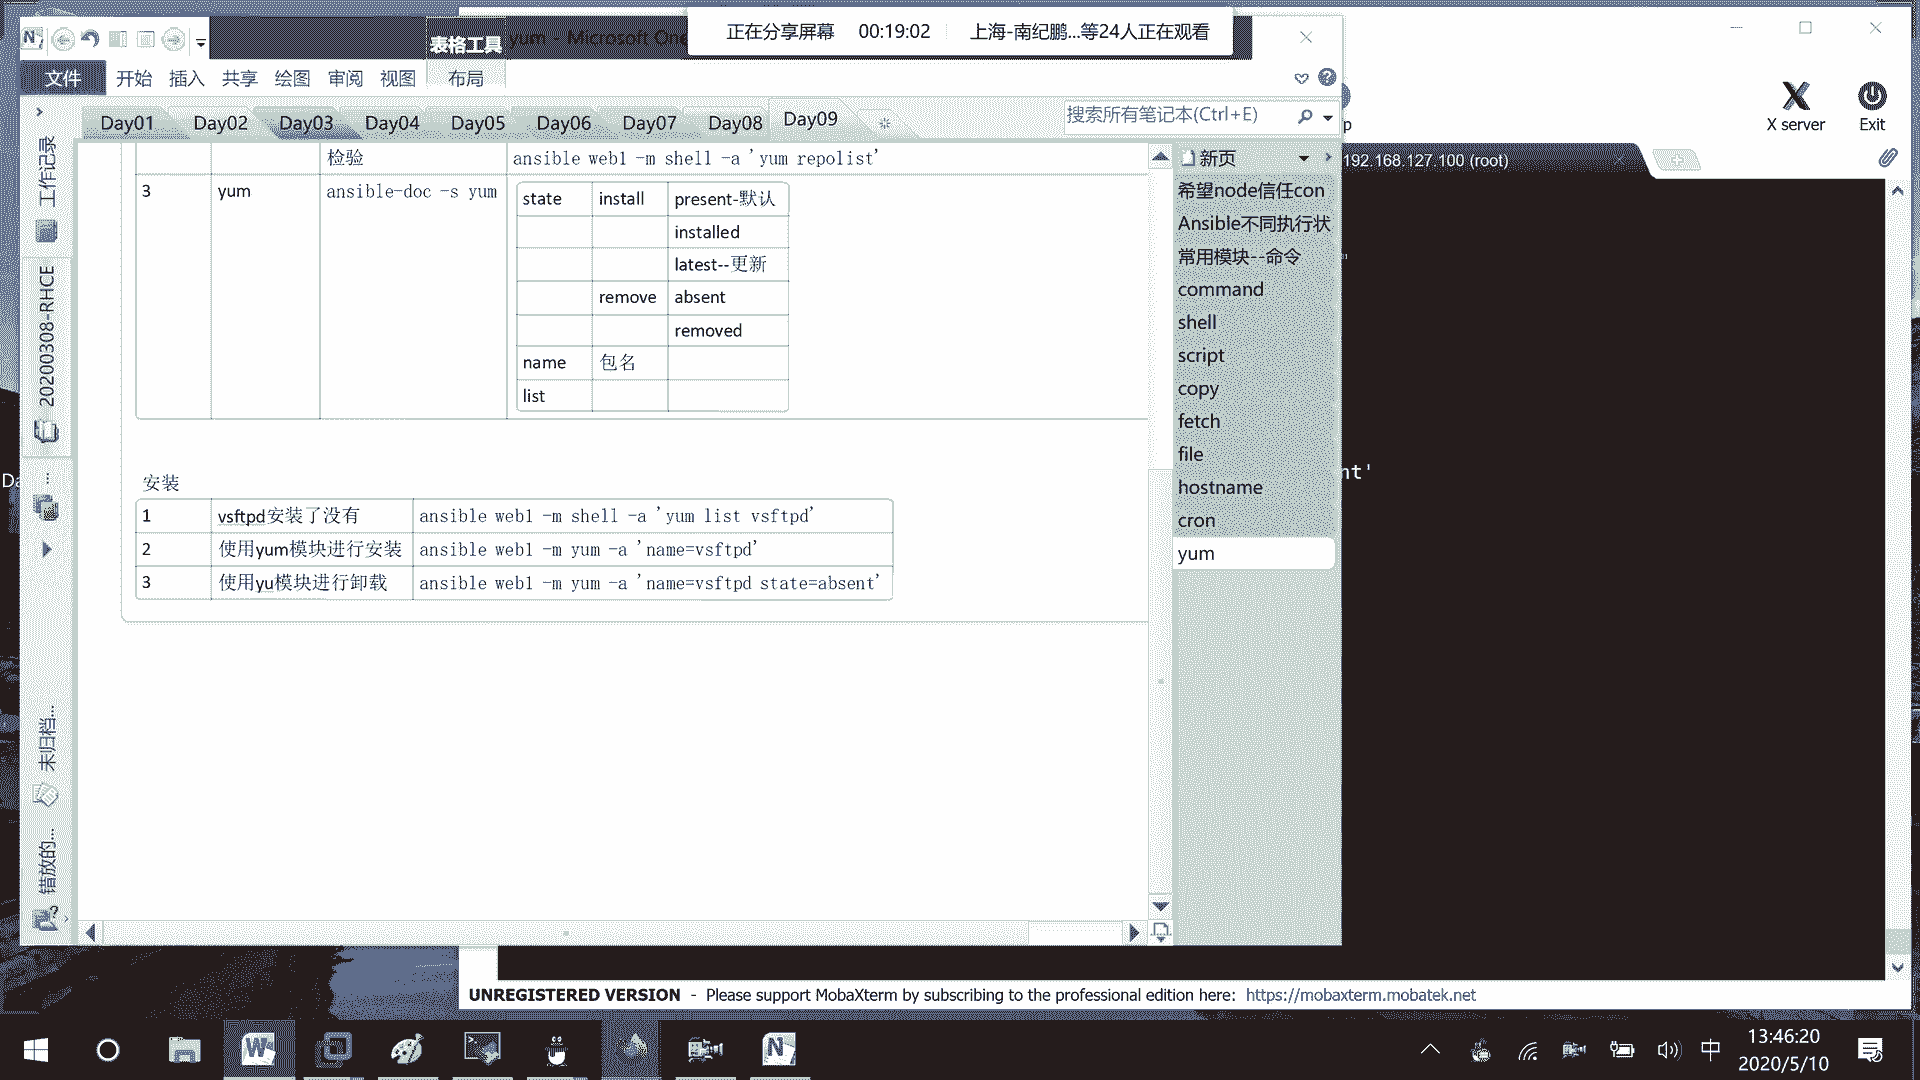 正在分享屏幕 00:19:02 上海-南纪鹏...等24人正在观看
表格工具 yum - Microsoft One
文件 开始 插入 共享 绘图 审阅 视图 布局
Day01 Day02 Day03 Day04 Day05 Day06 Day07 Day08 Day09
搜索所有笔记本(Ctrl+E)
X server Exit
192.168.127.100 (root)
工作记录
20200308-RHCE
未归档...
错放的...
检验 ansible web1 -m shell -a 'yum repolist'
3 yum ansible-doc -s yum
state install present-默认
installed
latest--更新
remove absent
removed
name 包名
list
安装
1 vsftpd安装了没有 ansible web1 -m shell -a 'yum list vsftpd'
2 使用yum模块进行安装 ansible web1 -m yum -a 'name=vsftpd'
3 使用yu模块进行卸载 ansible web1 -m yum -a 'name=vsftpd state=absent'
新页
希望node信任con
Ansible不同执行状
常用模块--命令
command
shell
script
copy
fetch
file
hostname
cron
yum
nt'
Da
UNREGISTERED VERSION - Please support MobaXterm by subscribing to the professional edition here: https://mobaxterm.mobatek.net
中
13:46:20
2020/5/10